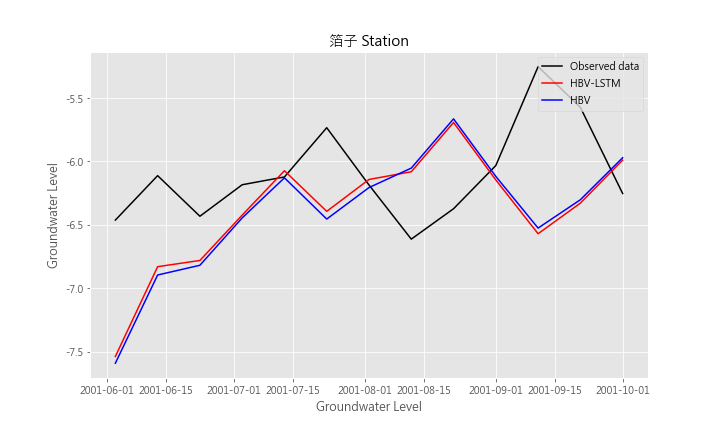 箔子 Station
Observed data
HBV-LSTM
HBV
Groundwater Level
-5.5
-6.0
-6.5
-7.0
-7.5
2001-06-01 2001-06-15 2001-07-01 2001-07-15 2001-08-01 2001-08-15 2001-09-01 2001-09-15 2001-10-01
Groundwater Level